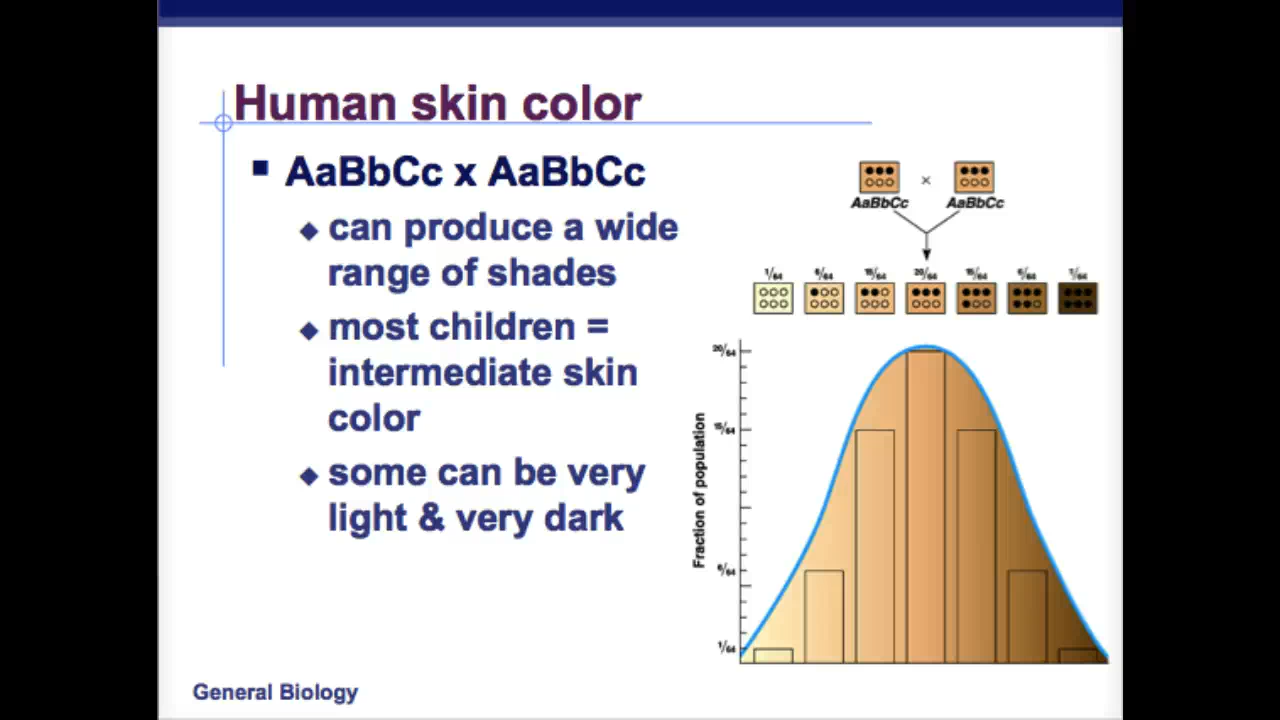 Human skin color
AaBbCc x AaBbCc
can produce a wide
range of shades
most children =
intermediate skin
color
some can be very
light & very dark
AaBbCc × AaBbCc
1/64 6/64 15/64 20/64 15/64 6/64 1/64
20/64
15/64
6/64
1/64
Fraction of population
General Biology